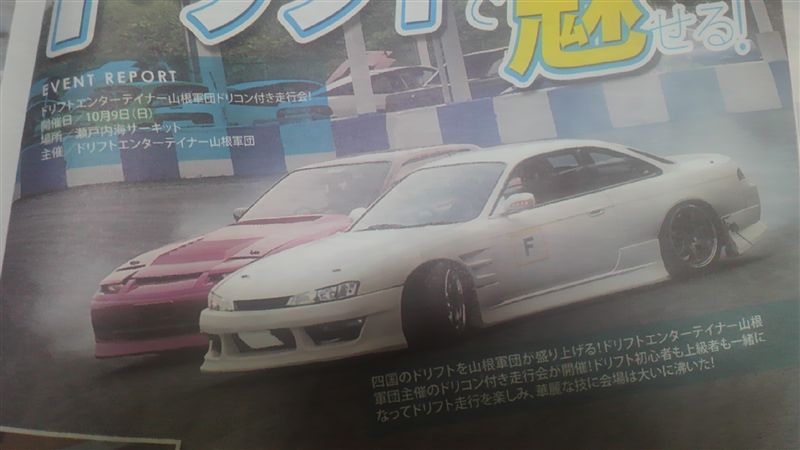 ドリフトで魅せる!
EVENT REPORT
ドリフトエンターテイナー山根軍団ドリコン付き走行会!
開催日/10月9日(日)
場所/瀬戸内海サーキット
主催/ドリフトエンターテイナー山根軍団
F
四国のドリフトを山根軍団が盛り上げる!ドリフトエンターテイナー山根
軍団主催のドリコン付き走行会が開催!ドリフト初心者も上級者も一緒に
なってドリフト走行を楽しみ、華麗な技に会場は大いに沸いた!